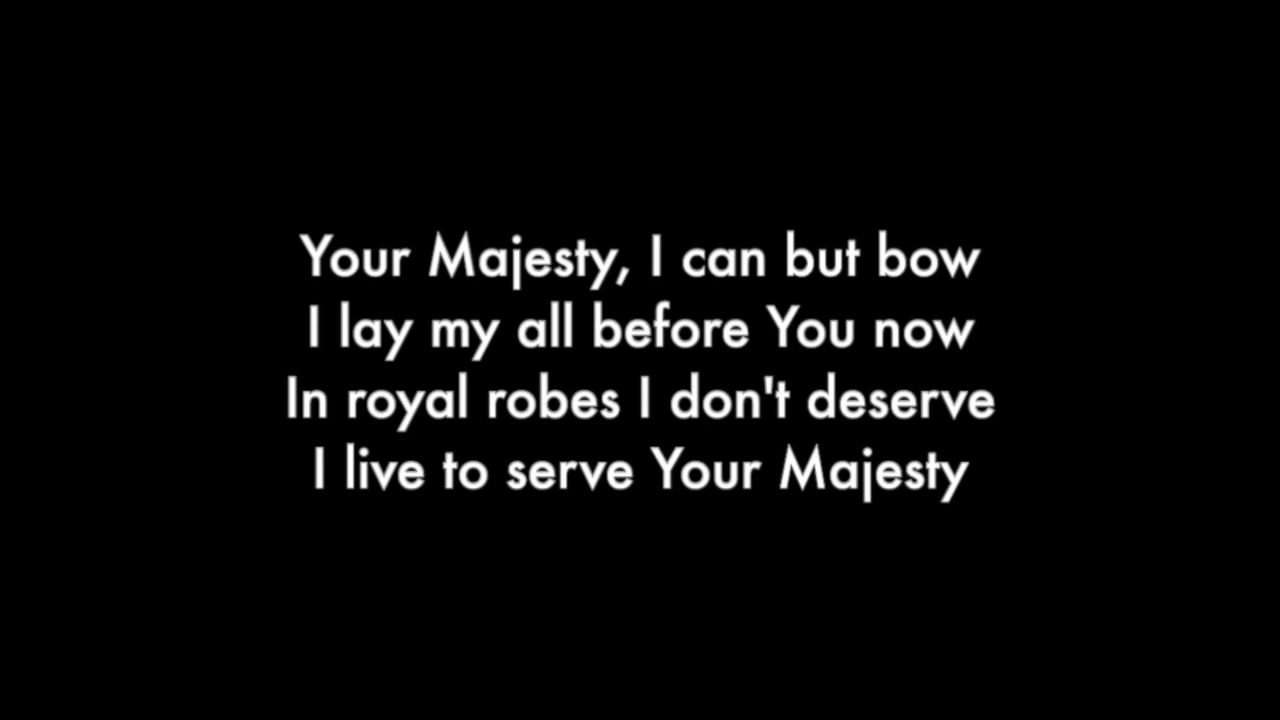 Your Majesty, I can but bow
I lay my all before You now
In royal robes I don't deserve
I live to serve Your Majesty